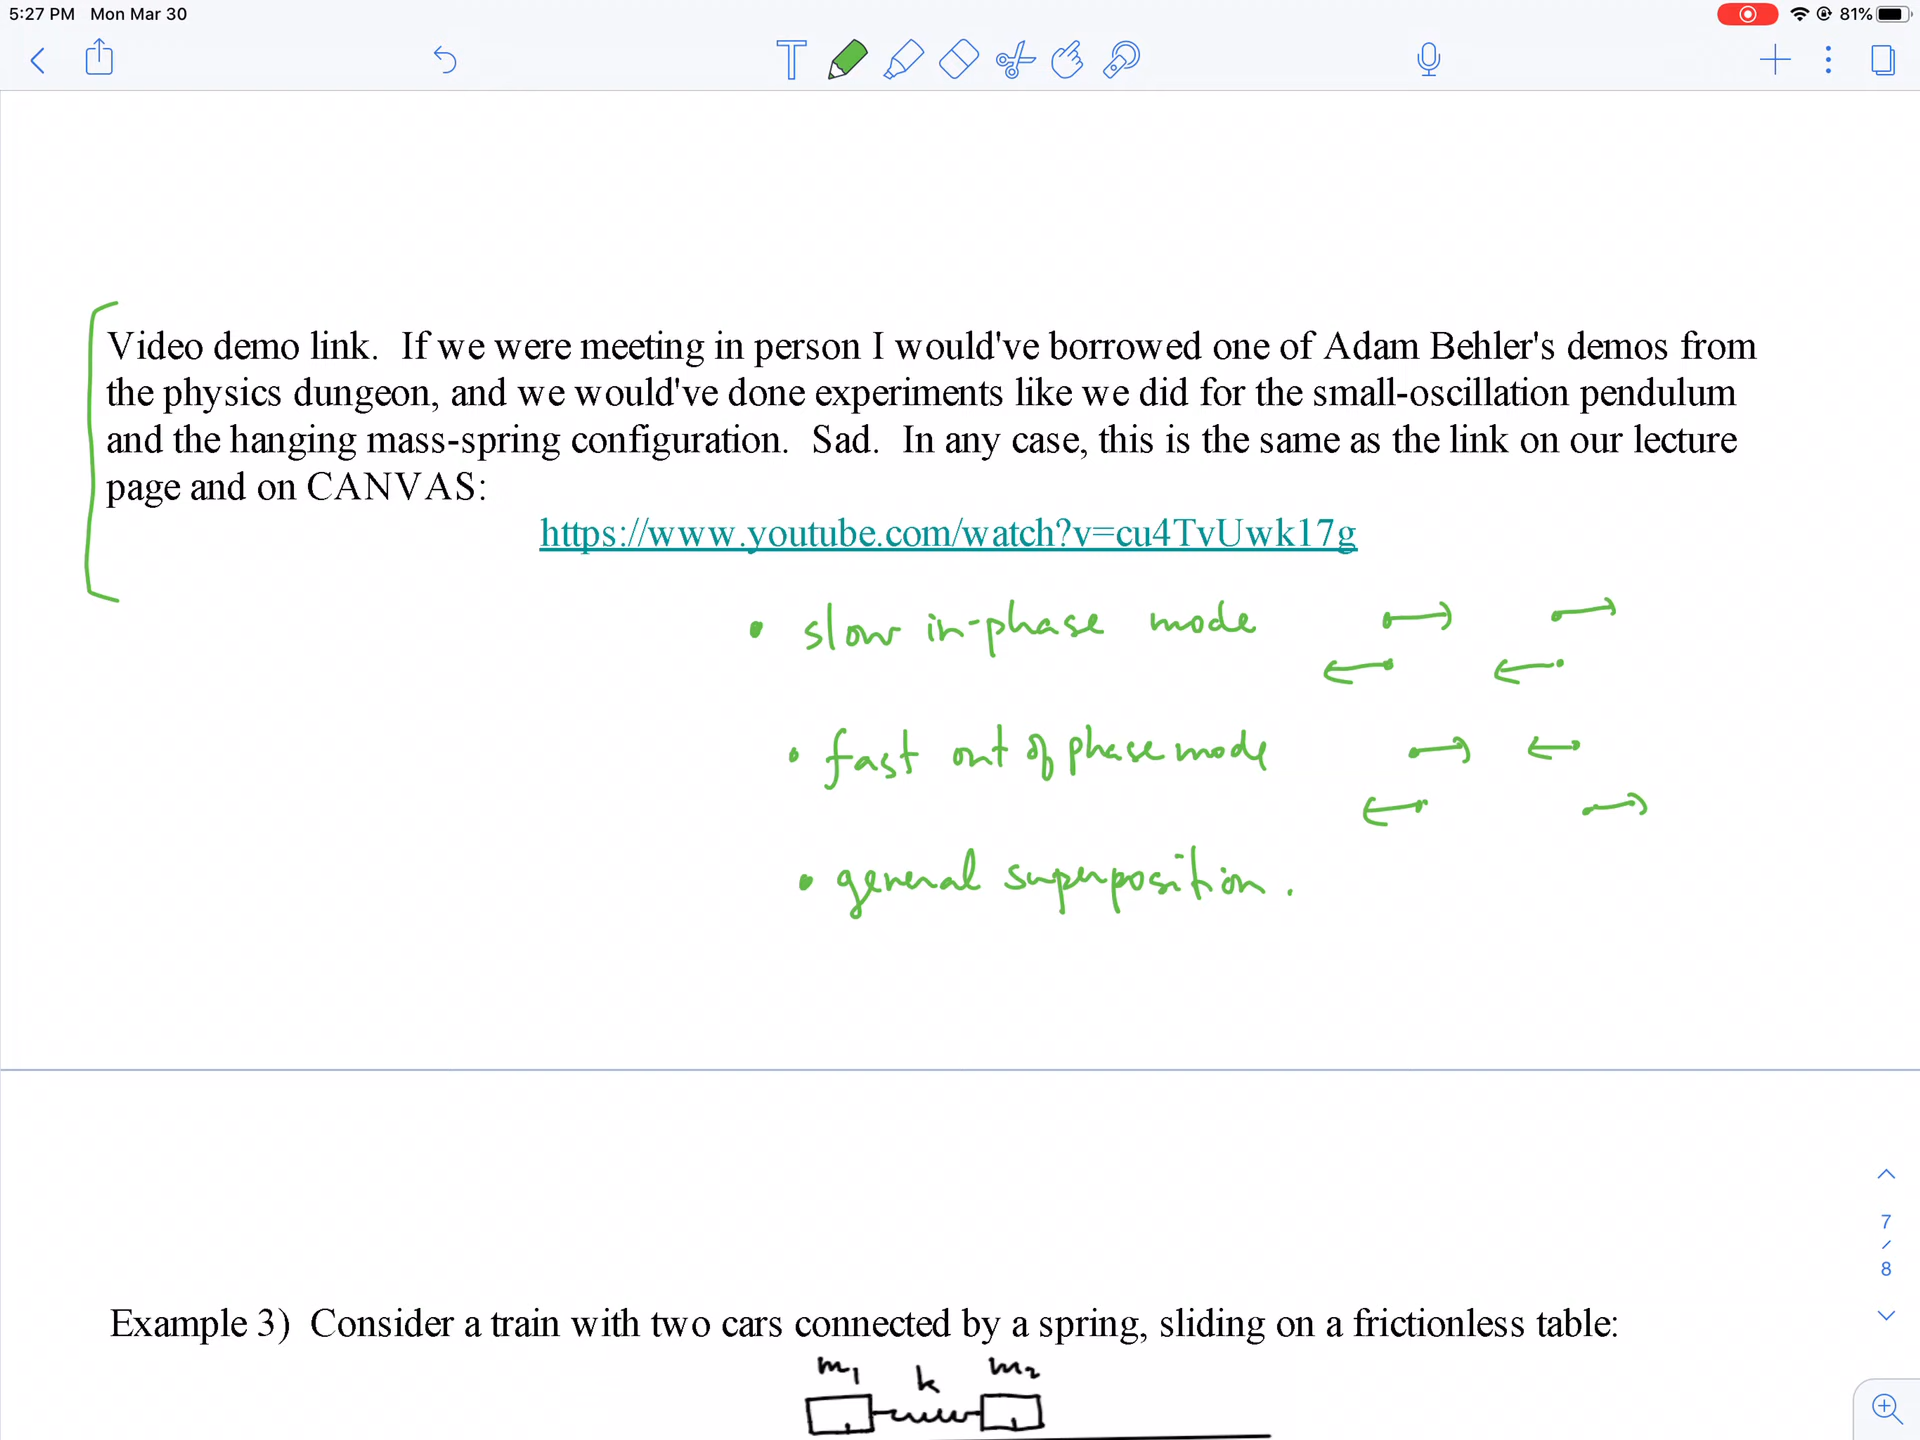 5:27 PM Mon Mar 30
81%
Video demo link. If we were meeting in person I would've borrowed one of Adam Behler's demos from
the physics dungeon, and we would've done experiments like we did for the small-oscillation pendulum
and the hanging mass-spring configuration. Sad. In any case, this is the same as the link on our lecture
page and on CANVAS:
https://www.youtube.com/watch?v=cu4TvUwk17g
• slow in-phase mode
• fast out of phase mode
• general superposition.
7
/
8
Example 3) Consider a train with two cars connected by a spring, sliding on a frictionless table:
m₁ k m₂